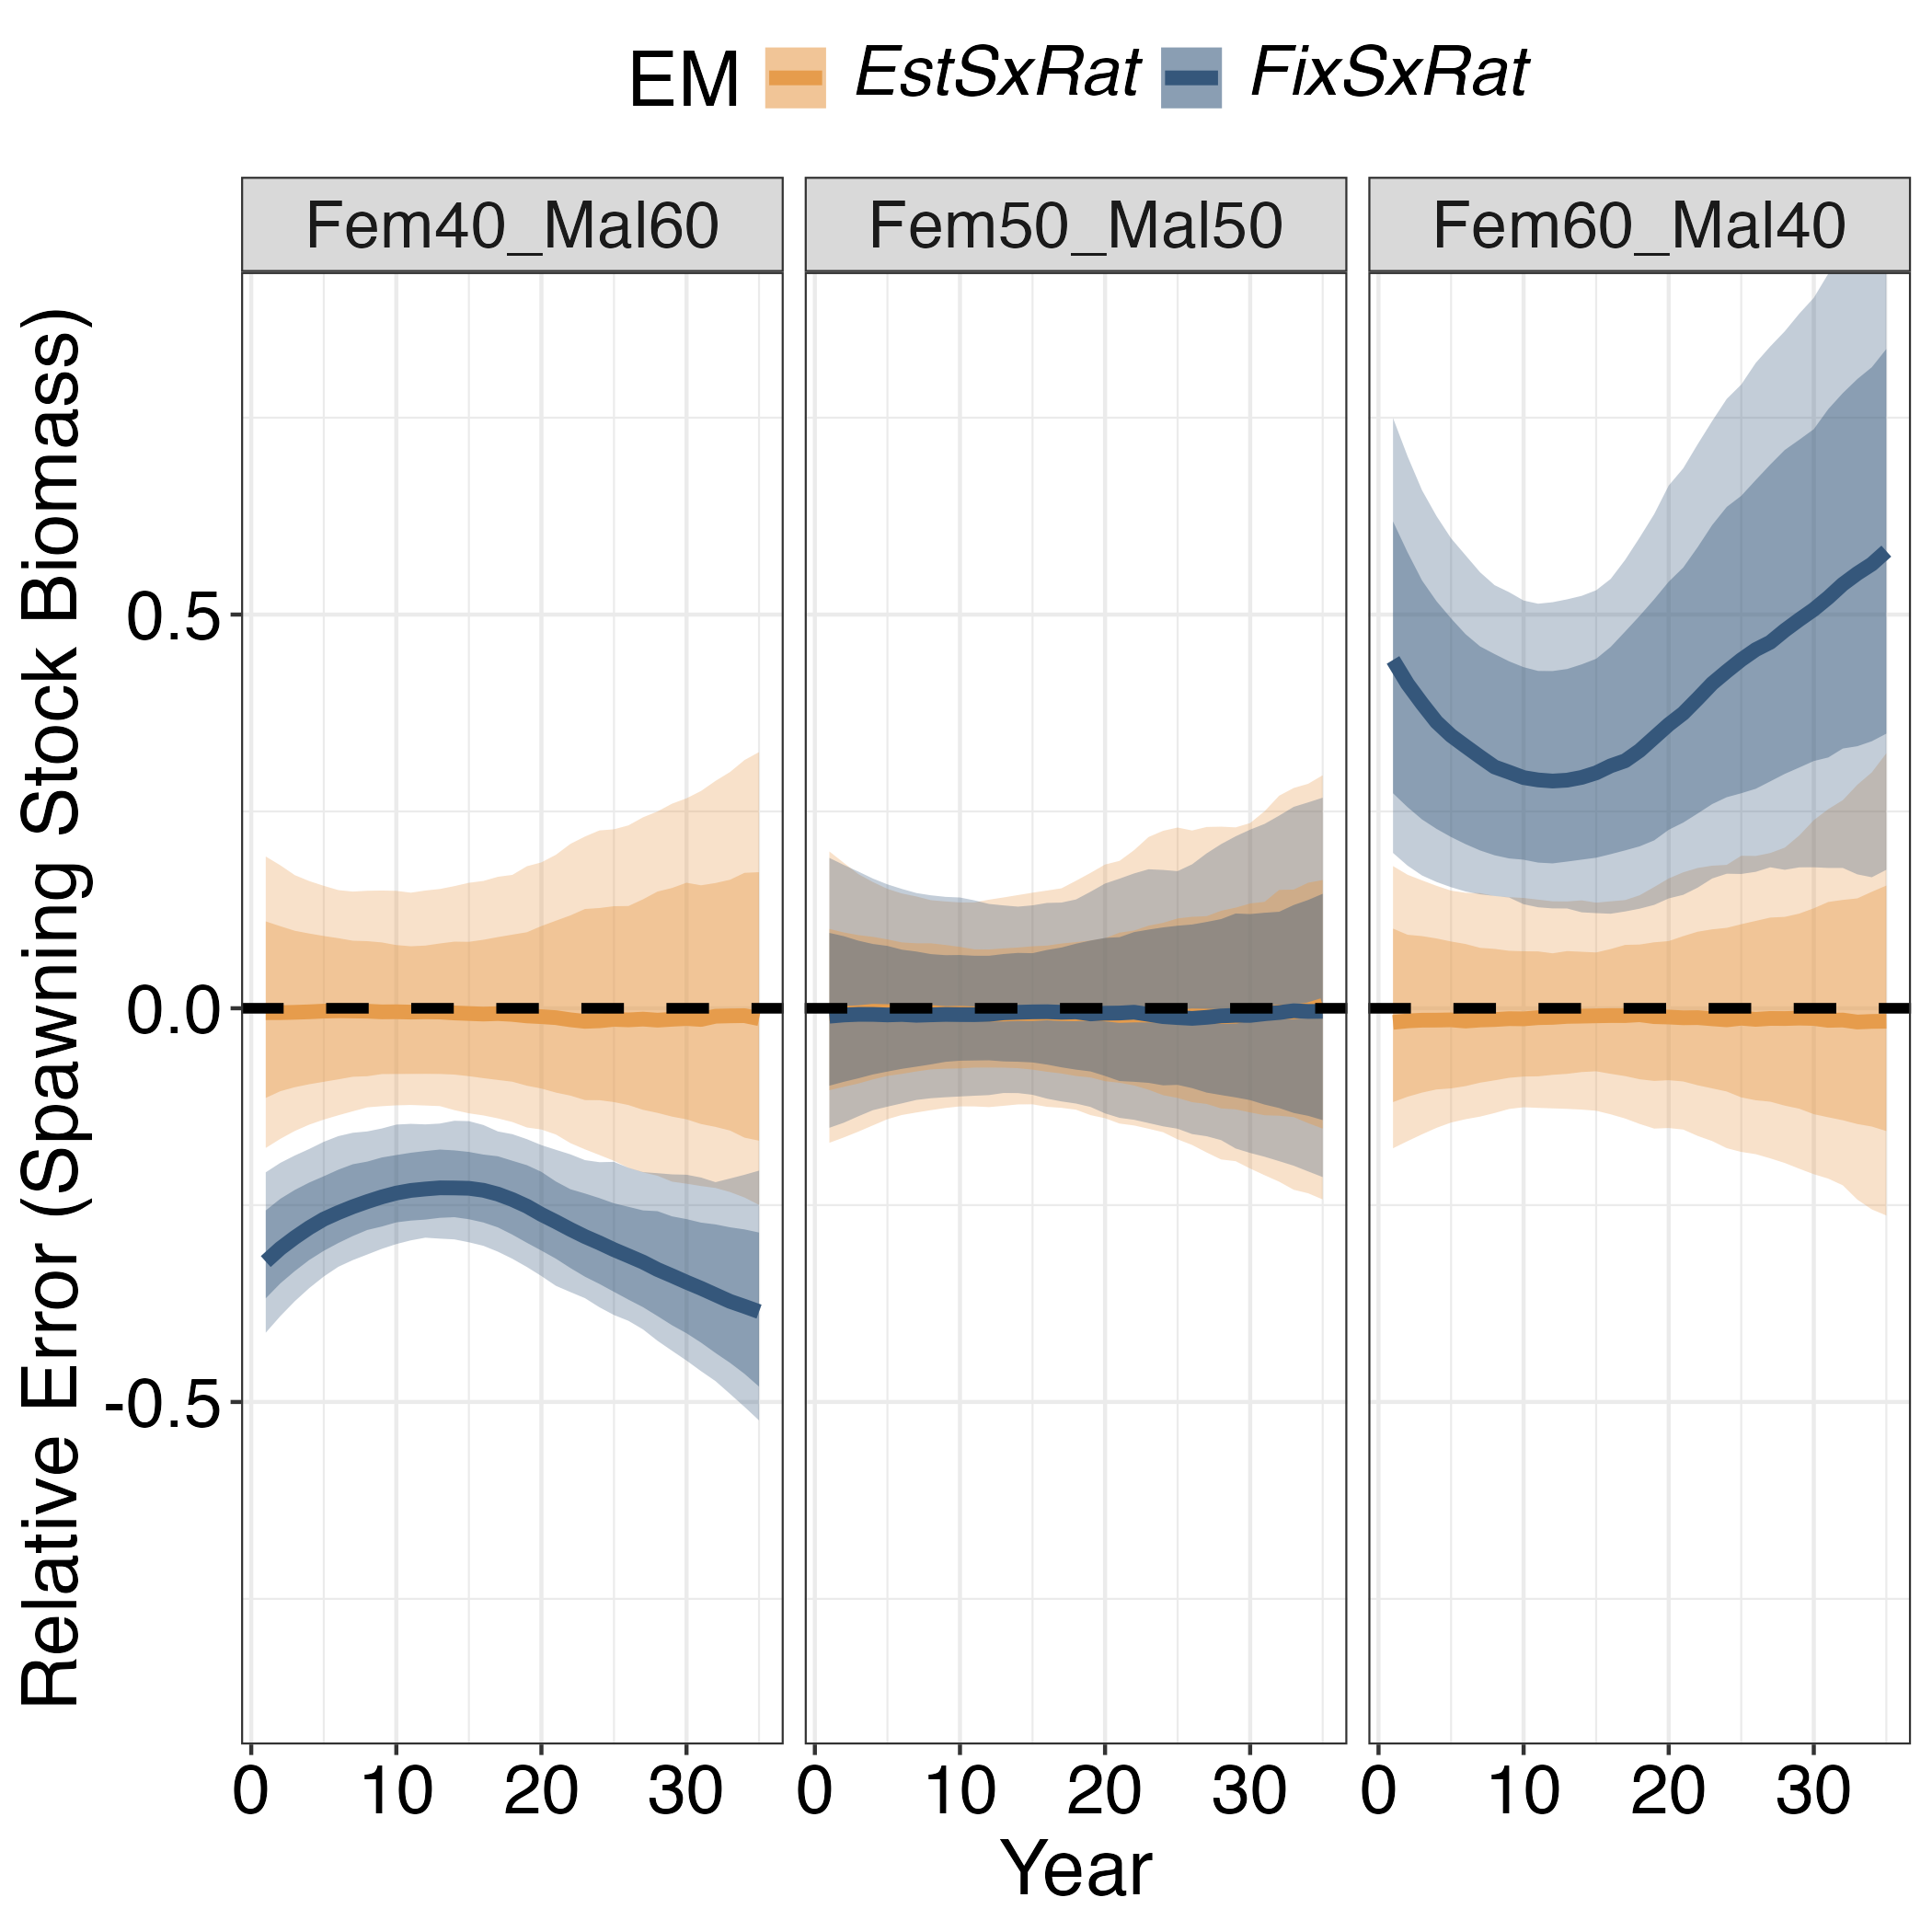 EM EstSxRat FixSxRat
Fem40_Mal60 Fem50_Mal50 Fem60_Mal40
Relative Error (Spawning Stock Biomass)
0.5
0.0
-0.5
0 10 20 30 0 10 20 30 0 10 20 30
Year